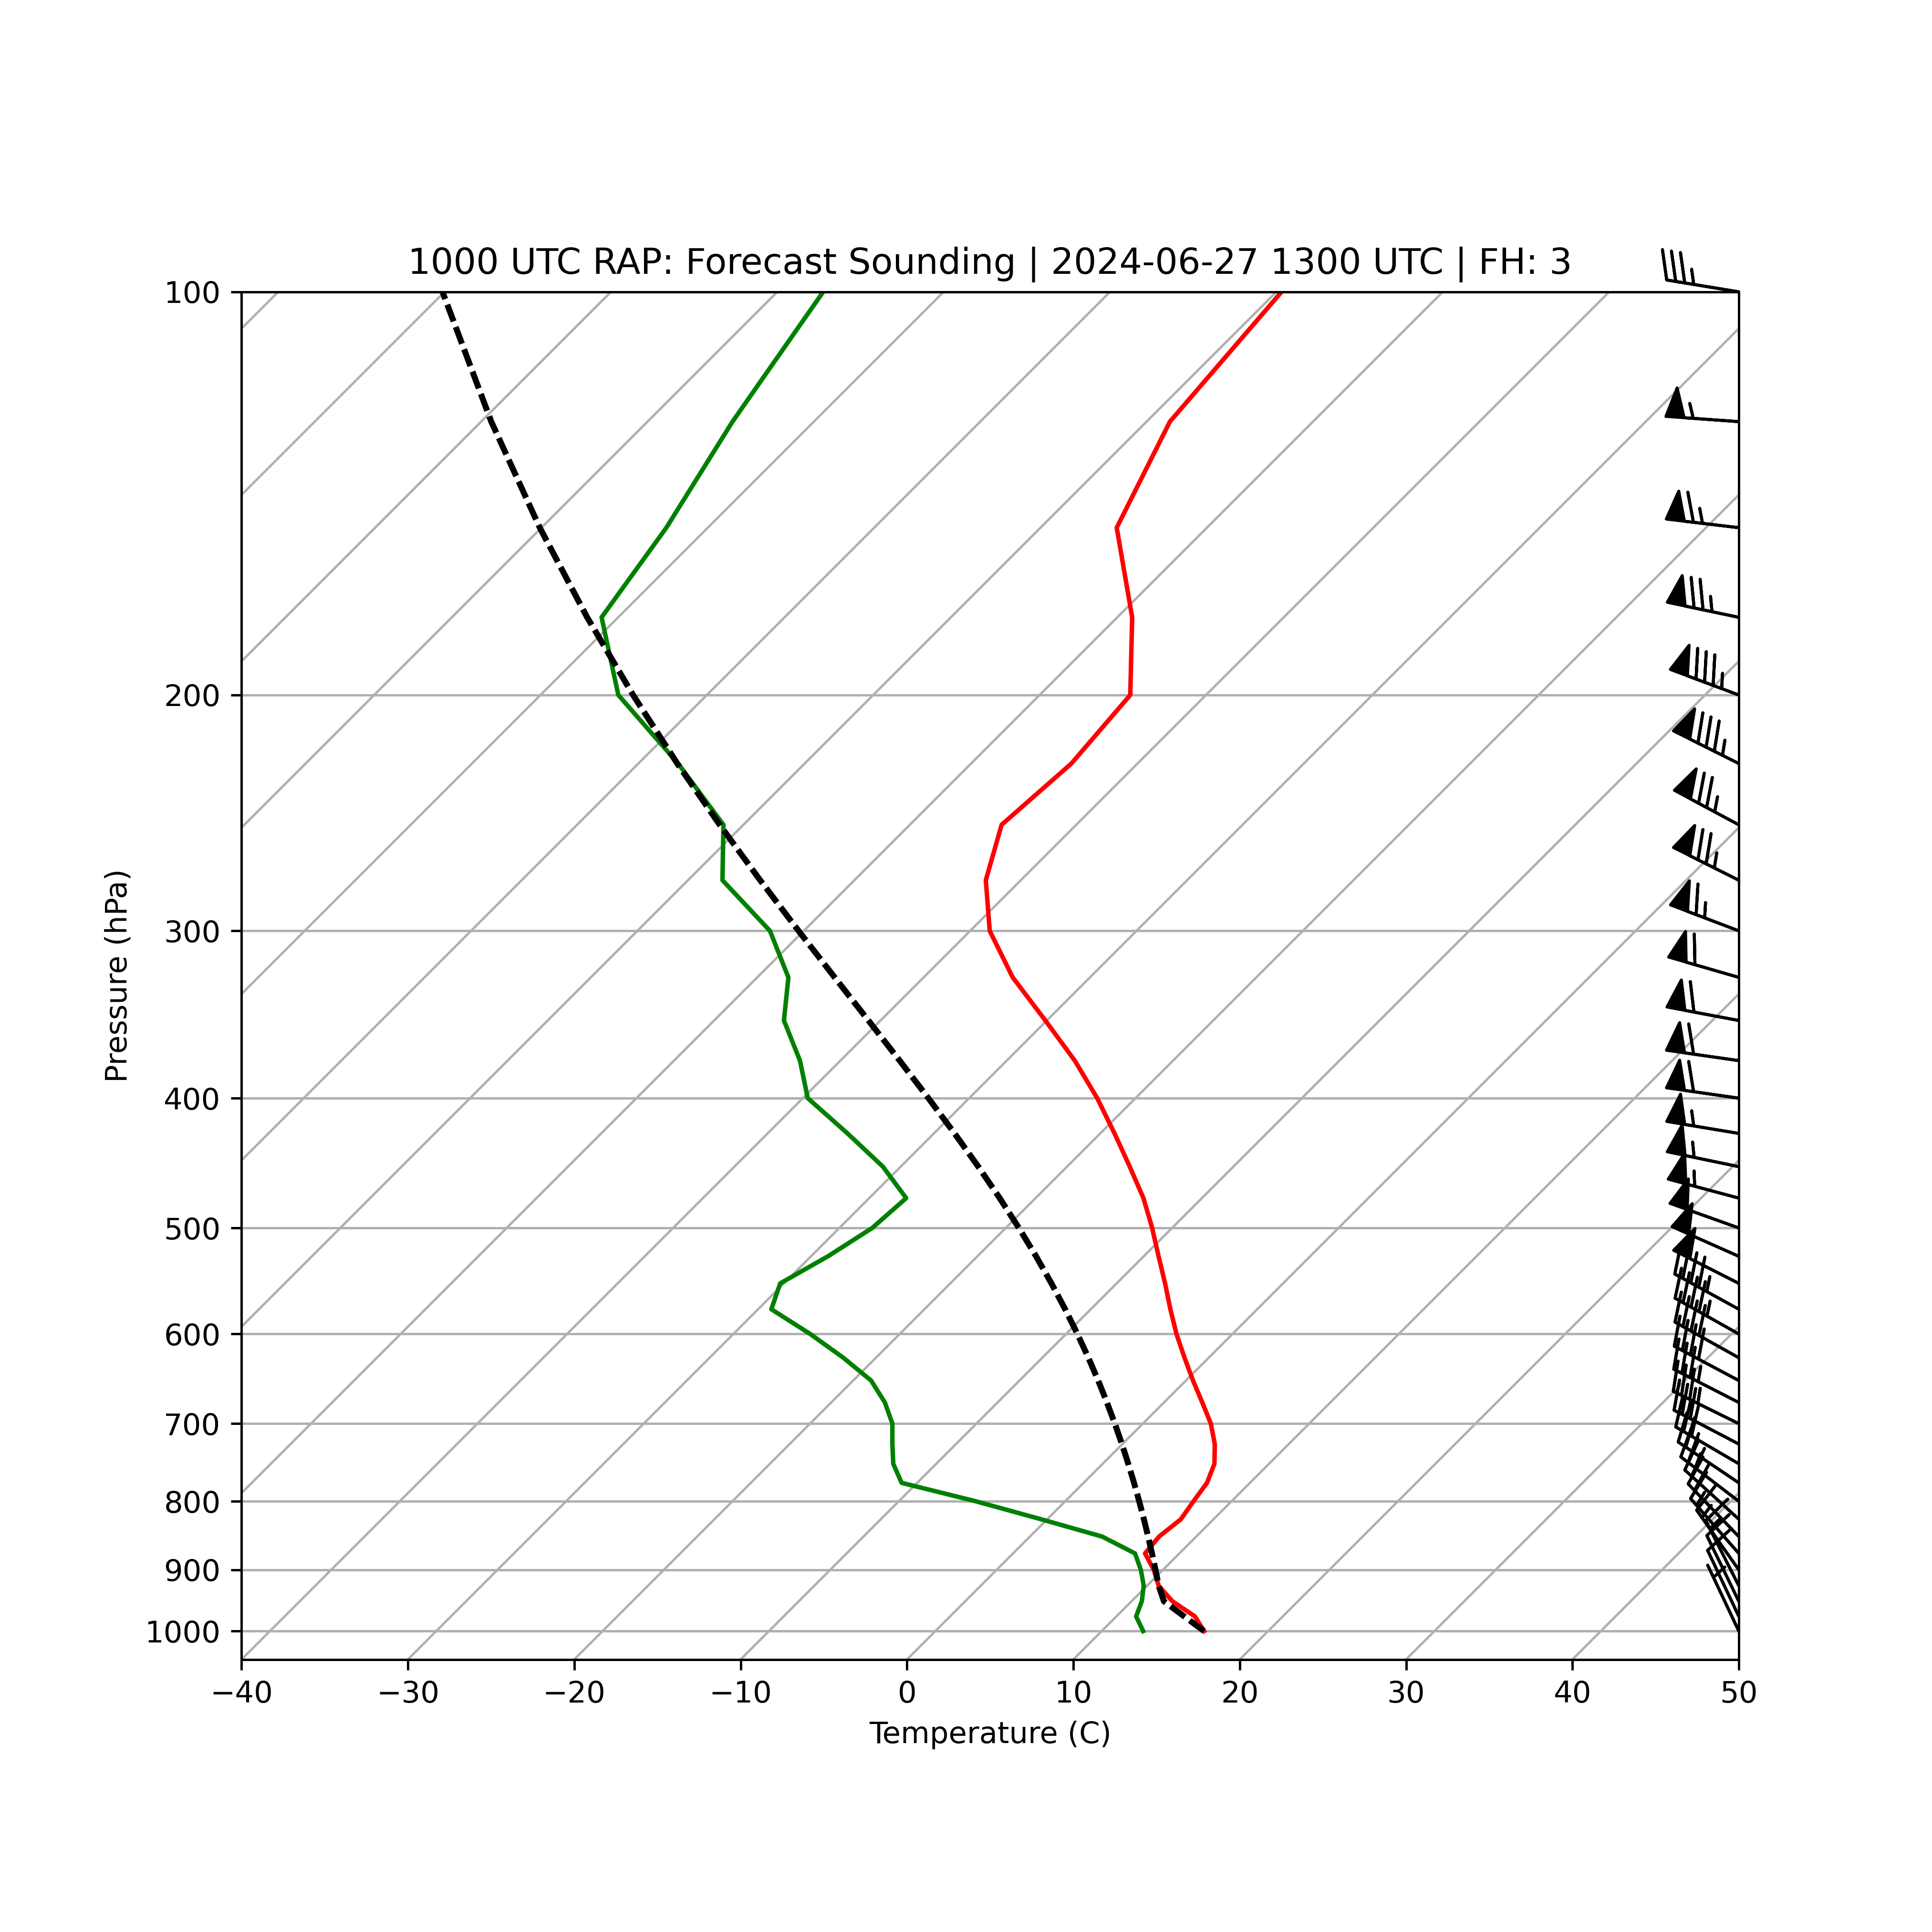 1000 UTC RAP: Forecast Sounding | 2024-06-27 1300 UTC | FH: 3
100
200
300
400
500
600
700
800
900
1000
Pressure (hPa)
−40 −30 −20 −10 0 10 20 30 40 50
Temperature (C)